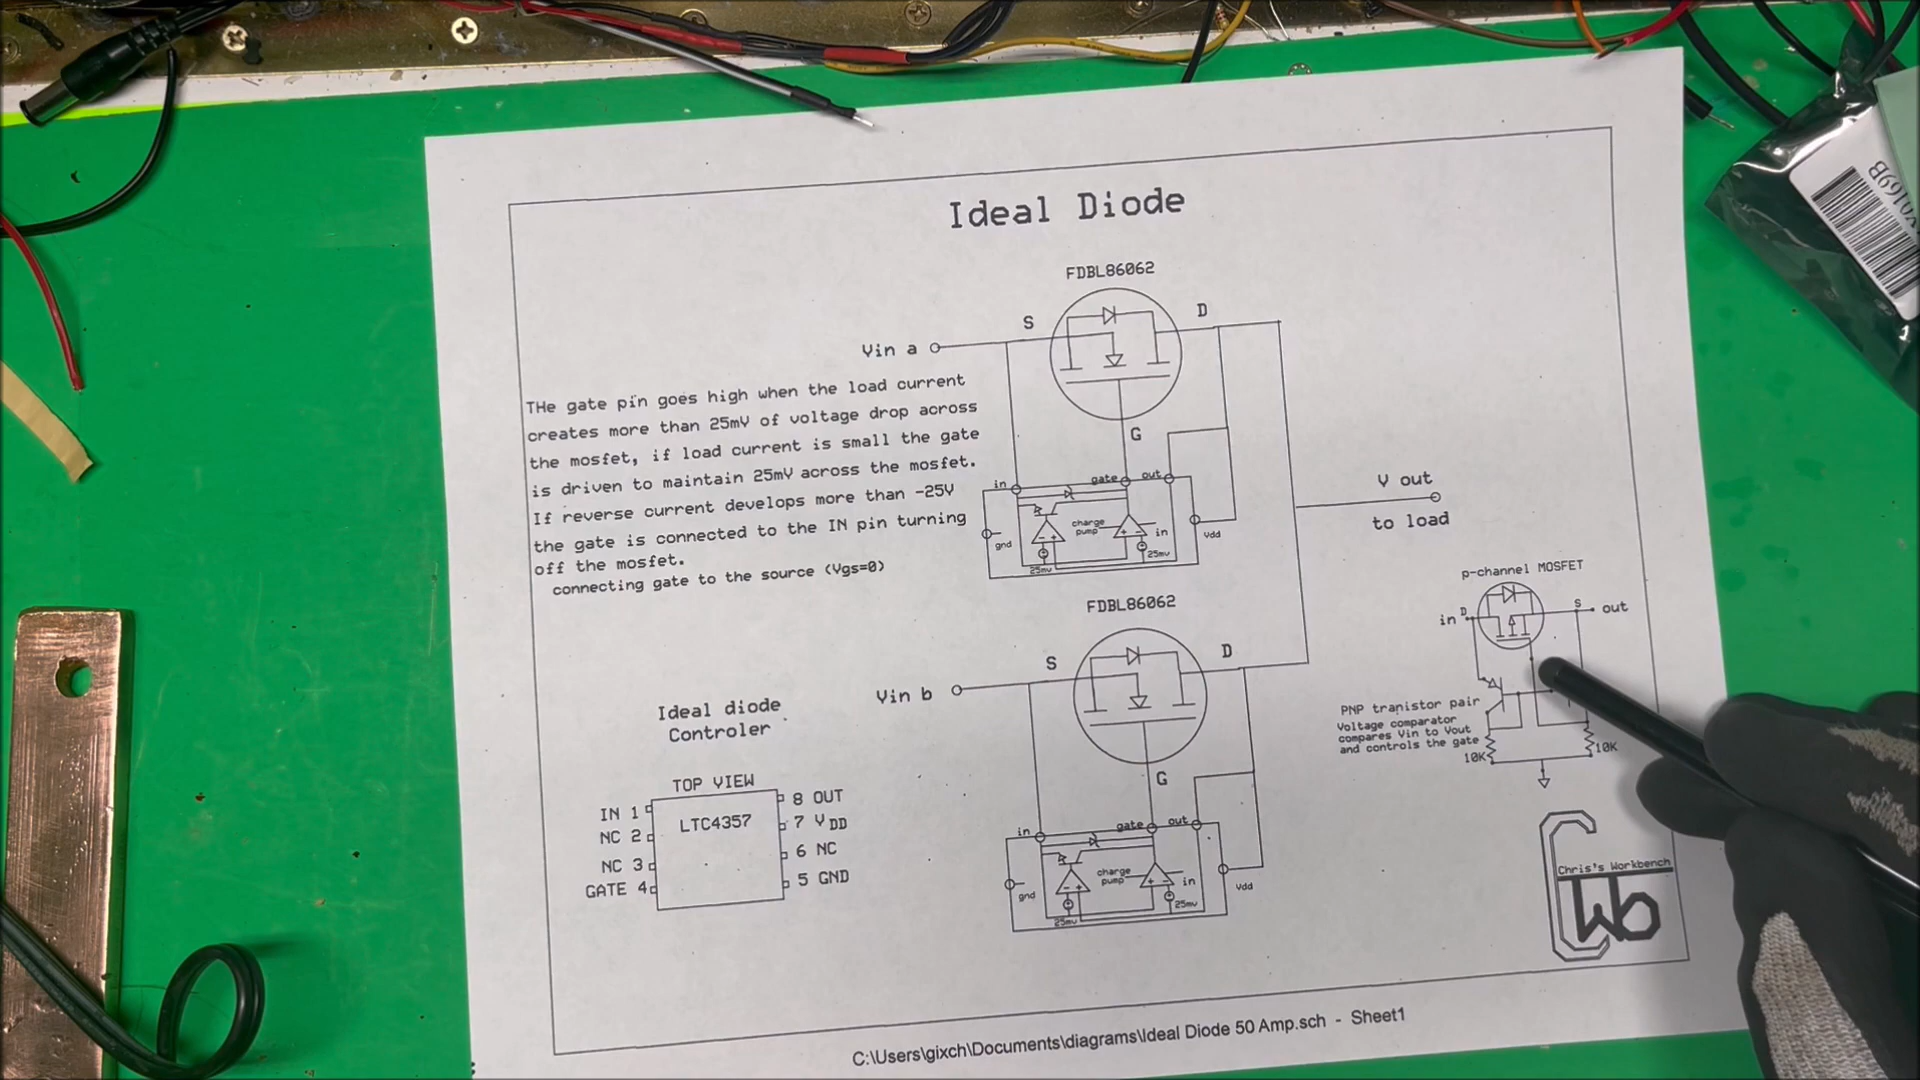 Ideal Diode
FDBL86062
S
D
Vin a
G
in
gate
out
charge
pump
in
gnd
Vdd
25mv
25mv
THe gate pin goes high when the load current
creates more than 25mV of voltage drop across
the mosfet, if load current is small the gate
is driven to maintain 25mV across the mosfet.
If reverse current develops more than -25V
the gate is connected to the IN pin turning
off the mosfet.
connecting gate to the source (Vgs=0)
V out
to load
p-channel MOSFET
in
D
S
out
PNP tranistor pair
Voltage comparator
compares Vin to Vout
and controls the gate
10K
10K
FDBL86062
S
D
Vin b
G
in
gate
out
charge
pump
in
gnd
Vdd
25mv
25mv
Ideal diode
Controler
TOP VIEW
LTC4357
IN 1
NC 2
NC 3
GATE 4
8 OUT
7 VDD
6 NC
5 GND
Chris's Workbench
CWb
C:\Users\gixch\Documents\diagrams\Ideal Diode 50 Amp.sch - Sheet1